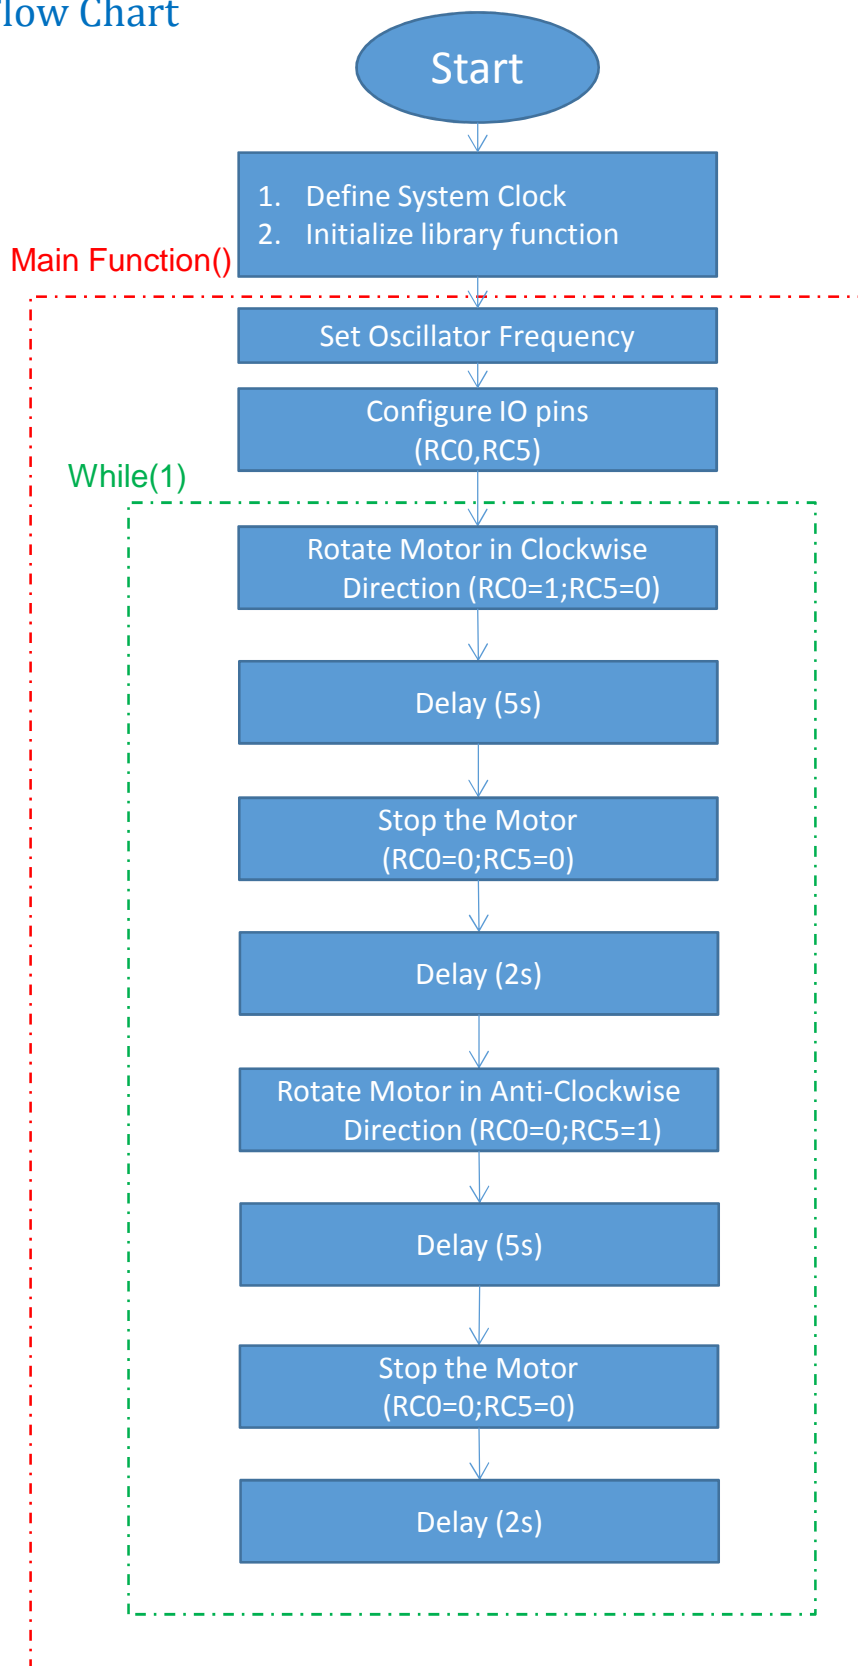 low Chart
Start
1. Define System Clock
2. Initialize library function
Main Function()
Set Oscillator Frequency
Configure IO pins
(RC0,RC5)
While(1)
Rotate Motor in Clockwise
Direction (RC0=1;RC5=0)
Delay (5s)
Stop the Motor
(RC0=0;RC5=0)
Delay (2s)
Rotate Motor in Anti-Clockwise
Direction (RC0=0;RC5=1)
Delay (5s)
Stop the Motor
(RC0=0;RC5=0)
Delay (2s)